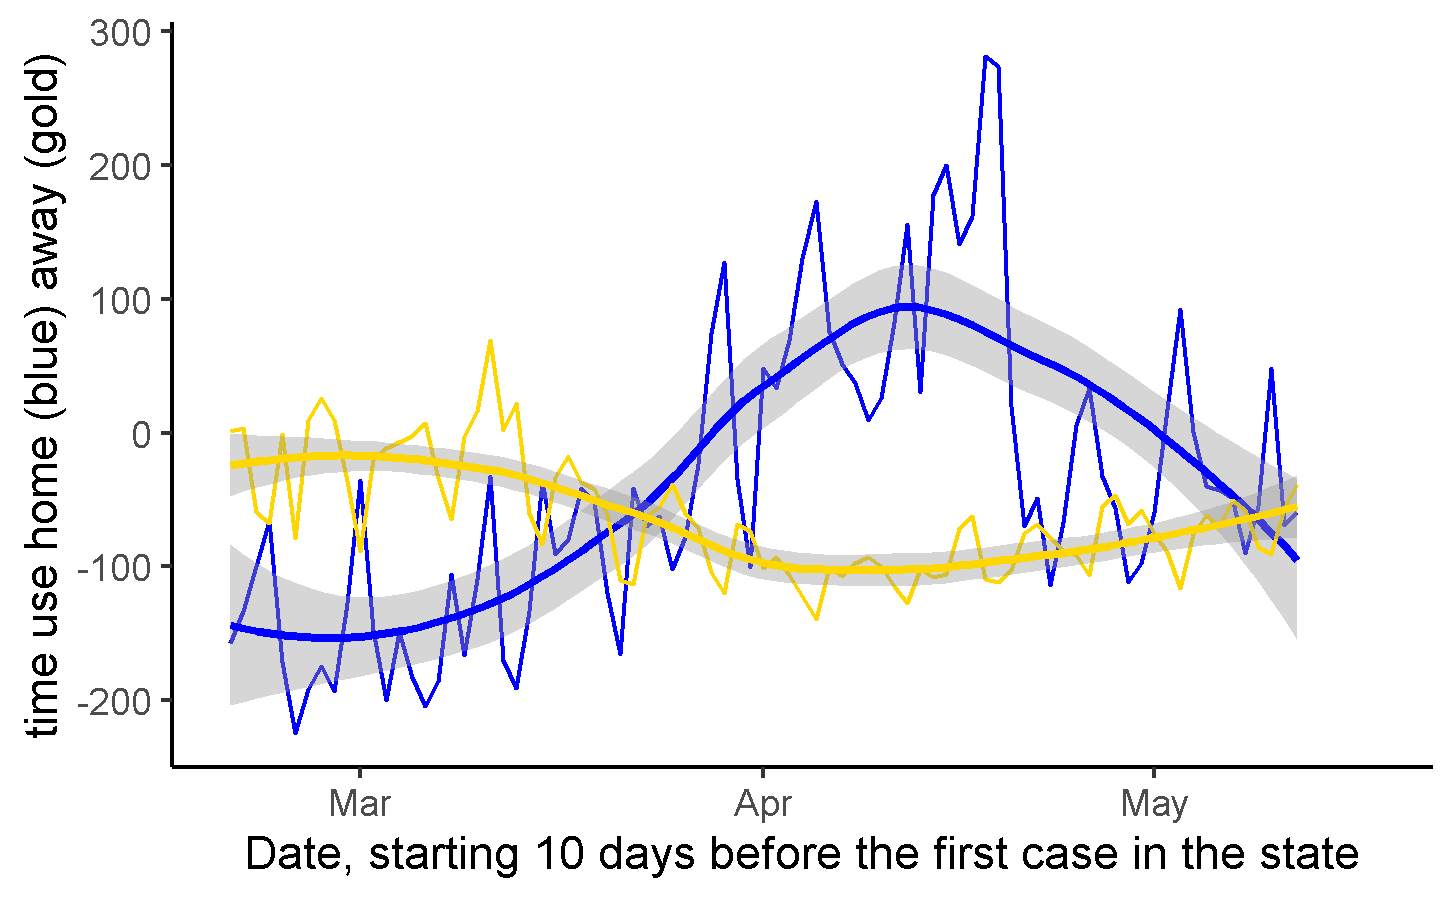 time use home (blue) away (gold)
300
200
100
0
-100
-200
Mar
Apr
May
Date, starting 10 days before the first case in the state